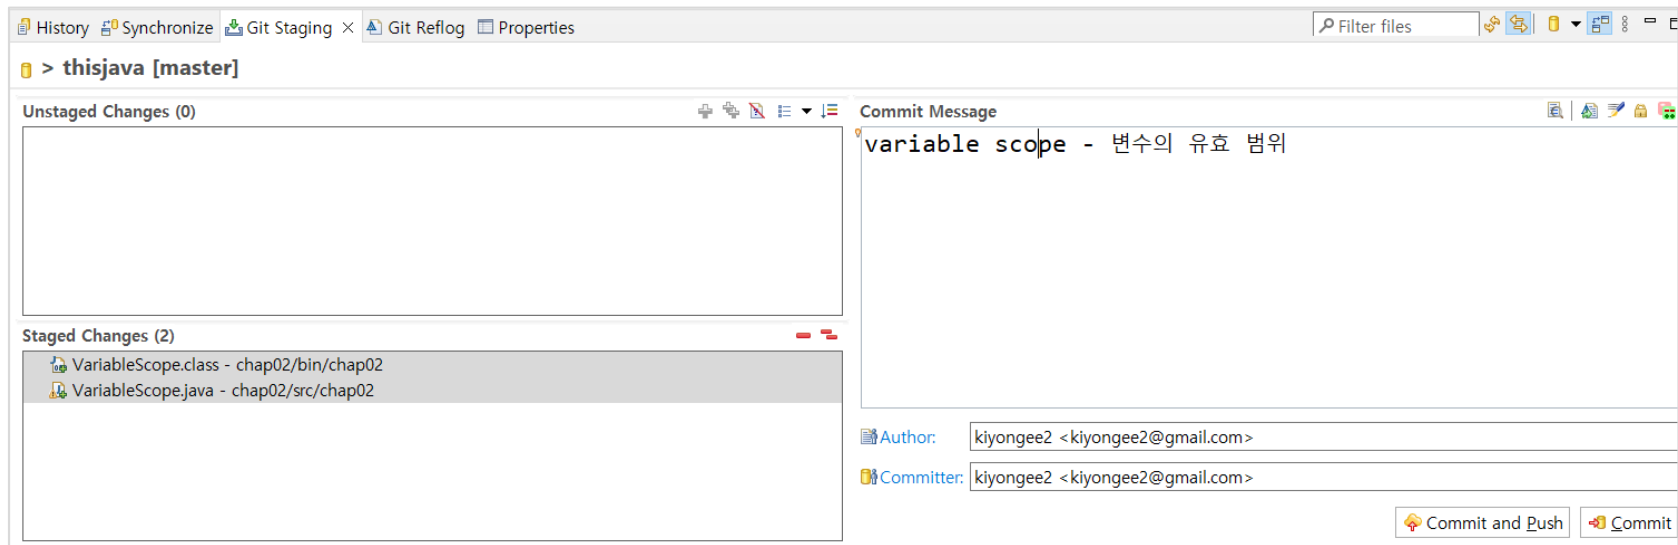 History Synchronize Git Staging Git Reflog Properties Filter files
> thisjava [master]
Unstaged Changes (0)
Staged Changes (2)
VariableScope.class - chap02/bin/chap02
VariableScope.java - chap02/src/chap02
Commit Message
variable scope - 변수의 유효 범위
Author: kiyongee2 <kiyongee2@gmail.com>
Committer: kiyongee2 <kiyongee2@gmail.com>
Commit and Push Commit